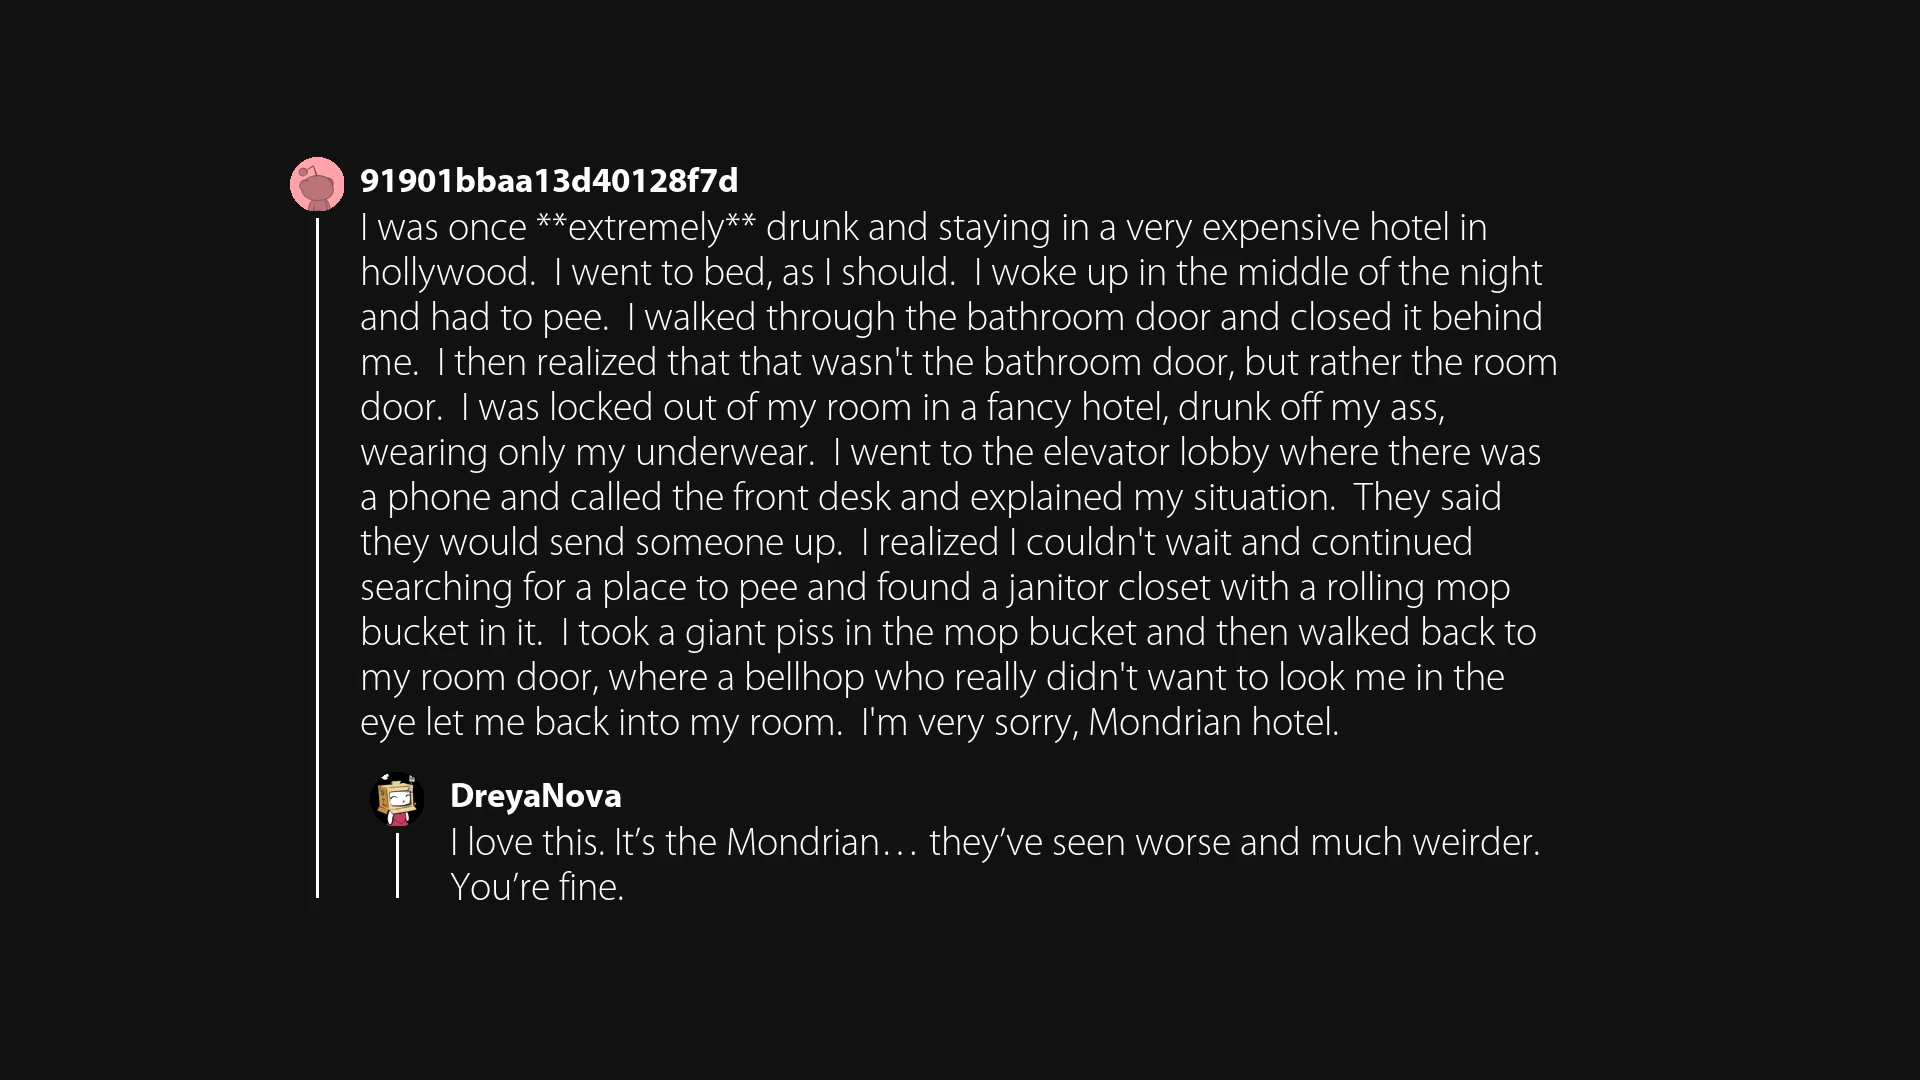 91901bbaa13d40128f7d
I was once **extremely** drunk and staying in a very expensive hotel in
hollywood.  I went to bed, as I should.  I woke up in the middle of the night
and had to pee.  I walked through the bathroom door and closed it behind
me.  I then realized that that wasn't the bathroom door, but rather the room
door.  I was locked out of my room in a fancy hotel, drunk off my ass,
wearing only my underwear.  I went to the elevator lobby where there was
a phone and called the front desk and explained my situation.  They said
they would send someone up.  I realized I couldn't wait and continued
searching for a place to pee and found a janitor closet with a rolling mop
bucket in it.  I took a giant piss in the mop bucket and then walked back to
my room door, where a bellhop who really didn't want to look me in the
eye let me back into my room.  I'm very sorry, Mondrian hotel.
DreyaNova
I love this. It’s the Mondrian… they’ve seen worse and much weirder.
You’re fine.